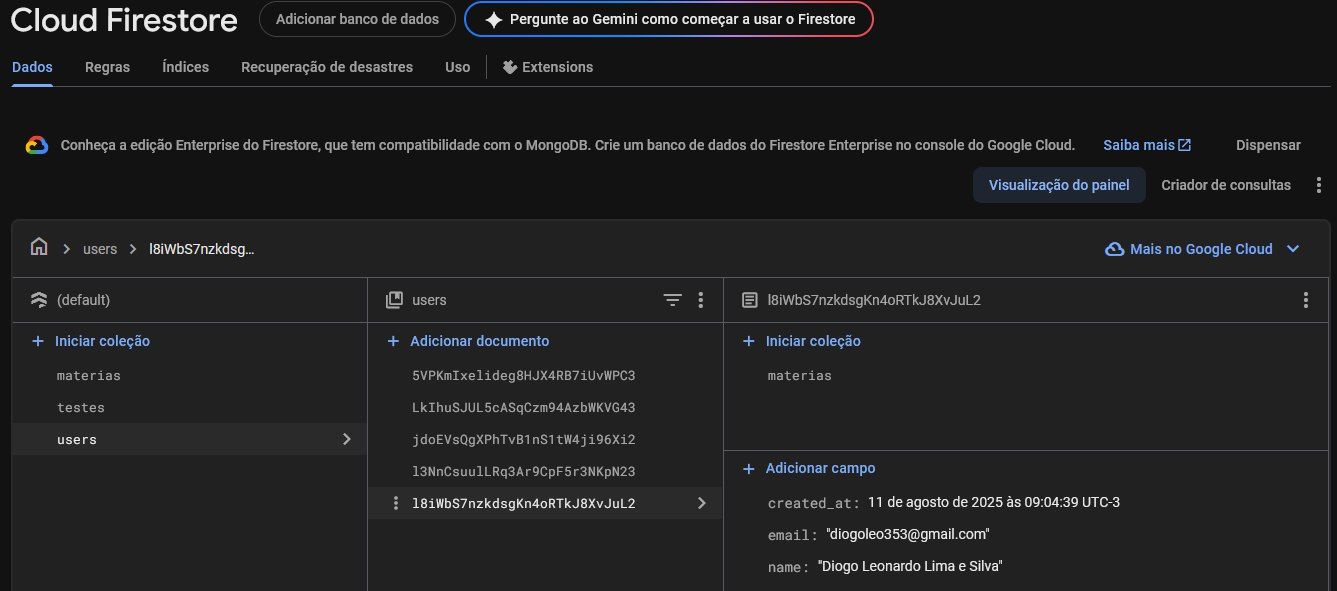 Cloud Firestore
Adicionar banco de dados
Pergunte ao Gemini como começar a usar o Firestore
Dados
Regras
Índices
Recuperação de desastres
Uso
Extensions
Conheça a edição Enterprise do Firestore, que tem compatibilidade com o MongoDB. Crie um banco de dados do Firestore Enterprise no console do Google Cloud.
Saiba mais
Dispensar
Visualização do painel
Criador de consultas
users
l8iWbS7nzkdsg...
Mais no Google Cloud
(default)
Iniciar coleção
materias
testes
users
users
Adicionar documento
5VPKmIxelideg8HJX4RB7iUvWPC3
LkIhuSJUL5cASqCzm94AzbWKVG43
jdoEVsQgXPhTvB1nS1tW4ji96Xi2
l3NnCsuulLRq3Ar9CpF5r3NKpN23
l8iWbS7nzkdsgKn4oRTkJ8XvJuL2
l8iWbS7nzkdsgKn4oRTkJ8XvJuL2
Iniciar coleção
materias
Adicionar campo
created_at: 11 de agosto de 2025 às 09:04:39 UTC-3
email: "diogoleo353@gmail.com"
name: "Diogo Leonardo Lima e Silva"